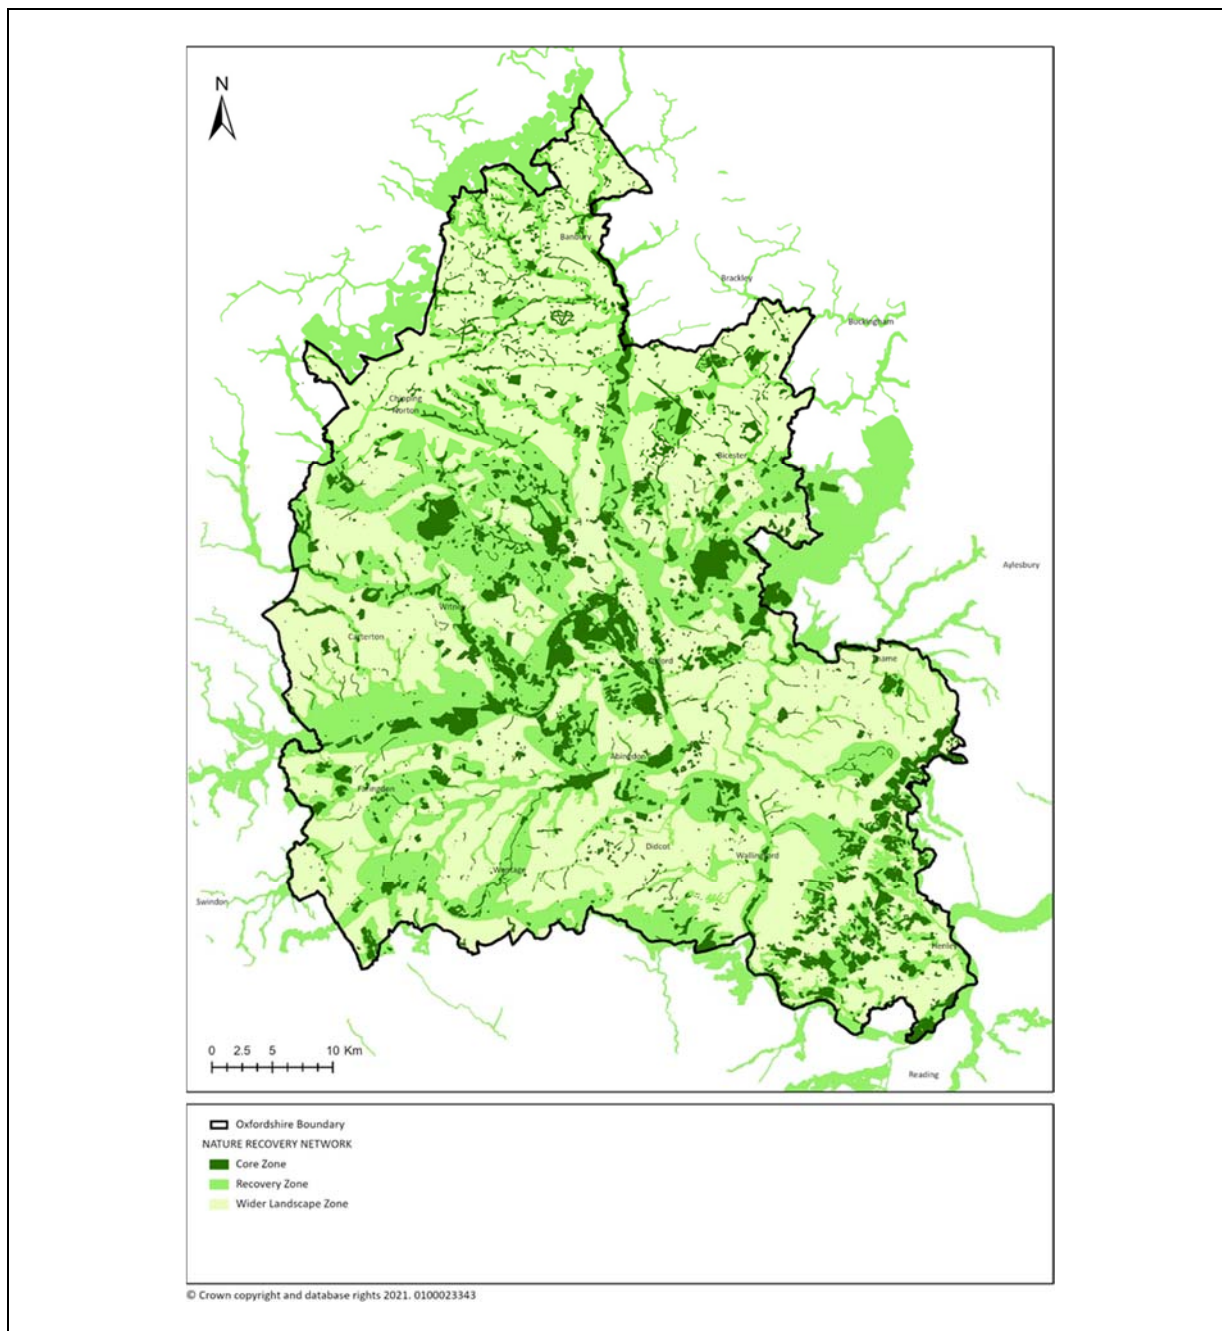 N
Banbury
Brackley
Buckingham
Chipping
Norton
Bicester
Aylesbury
Witney
Carterton
Oxford
Thame
Abingdon
Faringdon
Didcot
Wallingford
Wantage
Swindon
Henley
0 2.5 5 10 Km
Reading
Oxfordshire Boundary
NATURE RECOVERY NETWORK
Core Zone
Recovery Zone
Wider Landscape Zone
© Crown copyright and database rights 2021. 0100023343